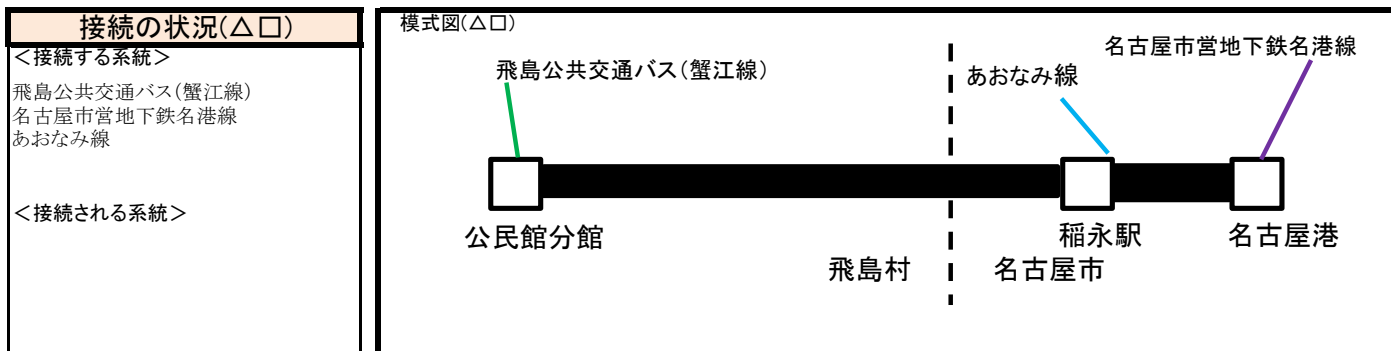 接続の状況(△□)
＜接続する系統＞
飛島公共交通バス(蟹江線)
名古屋市営地下鉄名港線
あおなみ線
＜接続される系統＞
模式図(△□)
名古屋市営地下鉄名港線
飛島公共交通バス(蟹江線)
あおなみ線
公民館分館
稲永駅
名古屋港
飛島村
名古屋市